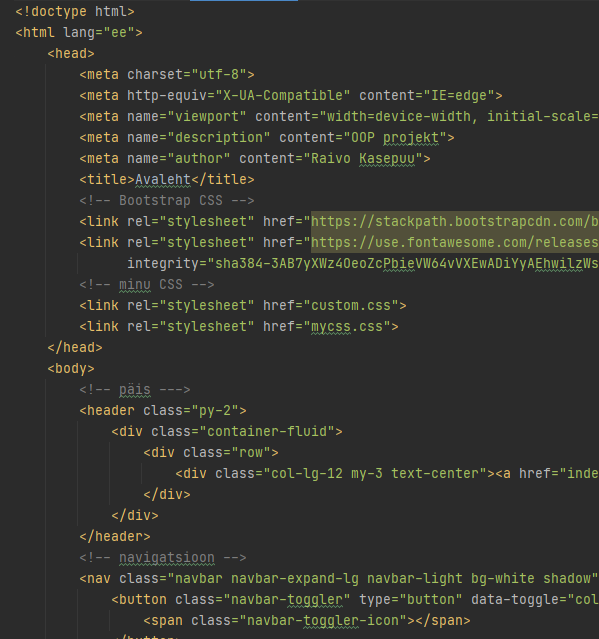 <!doctype html>
<html lang="ee">
<head>
<meta charset="utf-8">
<meta http-equiv="X-UA-Compatible" content="IE=edge">
<meta name="viewport" content="width=device-width, initial-scale=
<meta name="description" content="OOP projekt">
<meta name="author" content="Raivo Kasepuu">
<title>Avaleht</title>
<!-- Bootstrap CSS -->
<link rel="stylesheet" href="https://stackpath.bootstrapcdn.com/b
<link rel="stylesheet" href="https://use.fontawesome.com/releases
integrity="sha384-3AB7yXWz4OeoZcPbieVW64vVXEwADiYyAEhwilzWs
<!-- minu CSS -->
<link rel="stylesheet" href="custom.css">
<link rel="stylesheet" href="mycss.css">
</head>
<body>
<!-- päis --->
<header class="py-2">
<div class="container-fluid">
<div class="row">
<div class="col-lg-12 my-3 text-center"><a href="inde
</div>
</div>
</header>
<!-- navigatsioon -->
<nav class="navbar navbar-expand-lg navbar-light bg-white shadow"
<button class="navbar-toggler" type="button" data-toggle="col
<span class="navbar-toggler-icon"></span>
</button>